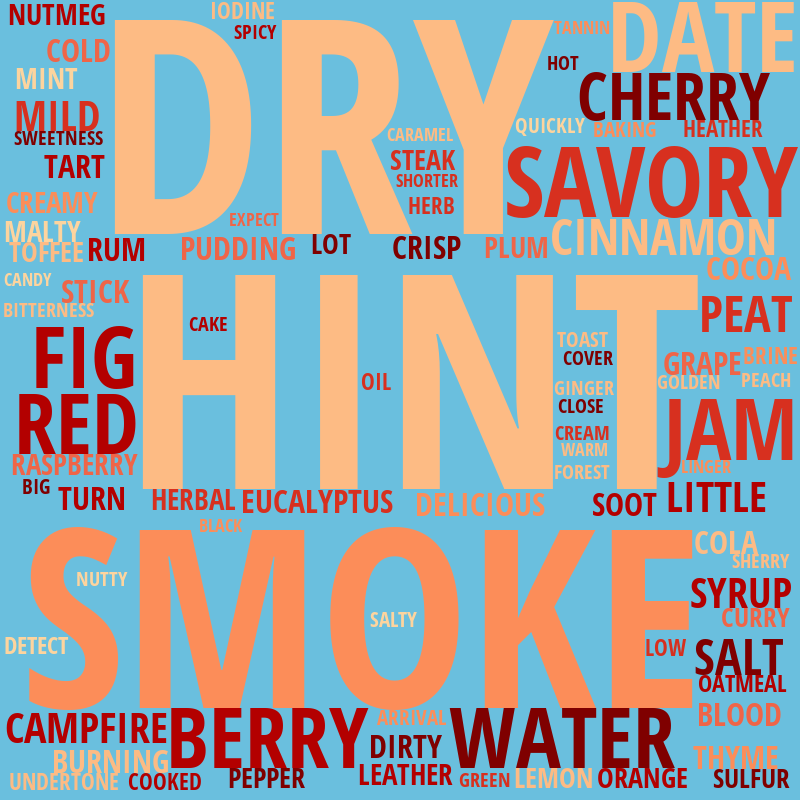 NUTMEG
IODINE
SPICY
DRY
TANNIN
DATE
COLD
HOT
MINT
CHERRY
MILD
SWEETNESS
CARAMEL
QUICKLY
BAKING
HEATHER
TART
STEAK
SHORTER
SAVORY
CREAMY
HERB
EXPECT
MALTY
TOFFEE
RUM
PUDDING
LOT
CRISP
PLUM
CINNAMON
COCOA
CANDY
STICK
BITTERNESS
HINT
PEAT
CAKE
FIG
TOAST
COVER
GRAPE
BRINE
OIL
GINGER
GOLDEN
PEACH
RED
CLOSE
JAM
CREAM
WARM
RASPBERRY
FOREST
LINGER
BIG
TURN
HERBAL
EUCALYPTUS
DELICIOUS
SOOT
LITTLE
BLACK
SMOKE
COLA
SHERRY
NUTTY
SYRUP
SALTY
CURRY
DETECT
LOW
SALT
OATMEAL
CAMPFIRE
BERRY
ARRIVAL
WATER
BLOOD
DIRTY
BURNING
THYME
UNDERTONE
COOKED
PEPPER
LEATHER
GREEN
LEMON
ORANGE
SULFUR